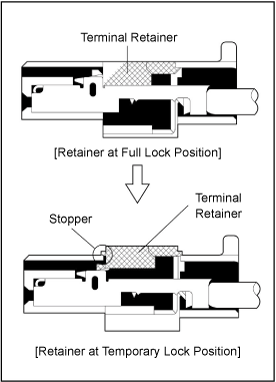 Terminal Retainer
[Retainer at Full Lock Position]
Stopper
Terminal
Retainer
[Retainer at Temporary Lock Position]